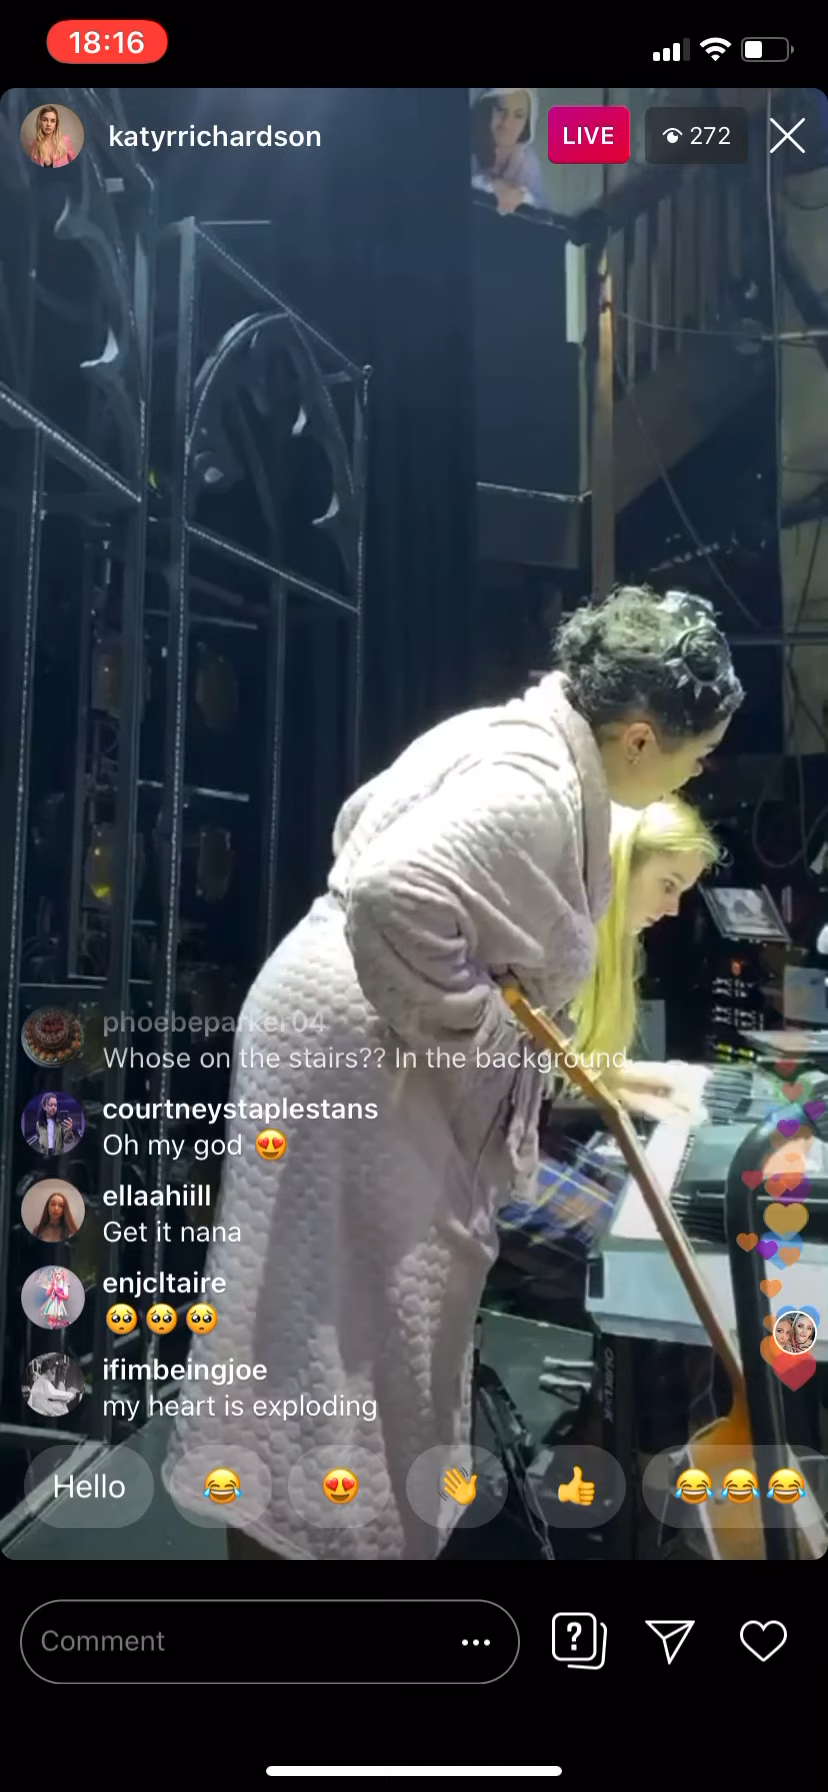 18:16
katyrrichardson
LIVE
272
phoebeparker04
Whose on the stairs?? In the background
courtneystaplestans
Oh my god 😍
ellaahiill
Get it nana
enjcltaire
🥺🥺🥺
ifimbeingjoe
my heart is exploding
Hello 😂 😍 👋 👍 😂😂😂
Comment